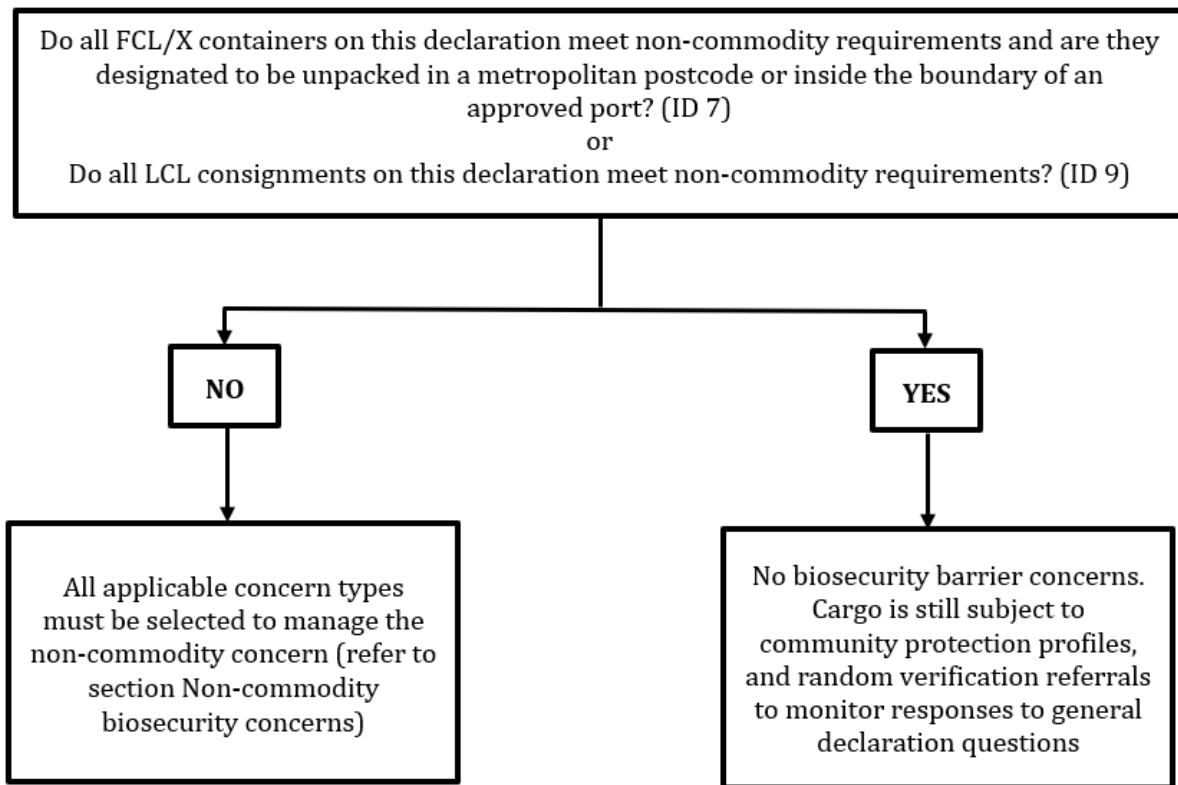 Do all FCL/X containers on this declaration meet non-commodity requirements and are they
designated to be unpacked in a metropolitan postcode or inside the boundary of an
approved port? (ID 7)
or
Do all LCL consignments on this declaration meet non-commodity requirements? (ID 9)
NO
YES
All applicable concern types
must be selected to manage the
non-commodity concern (refer to
section Non-commodity
biosecurity concerns)
No biosecurity barrier concerns.
Cargo is still subject to
community protection profiles,
and random verification referrals
to monitor responses to general
declaration questions